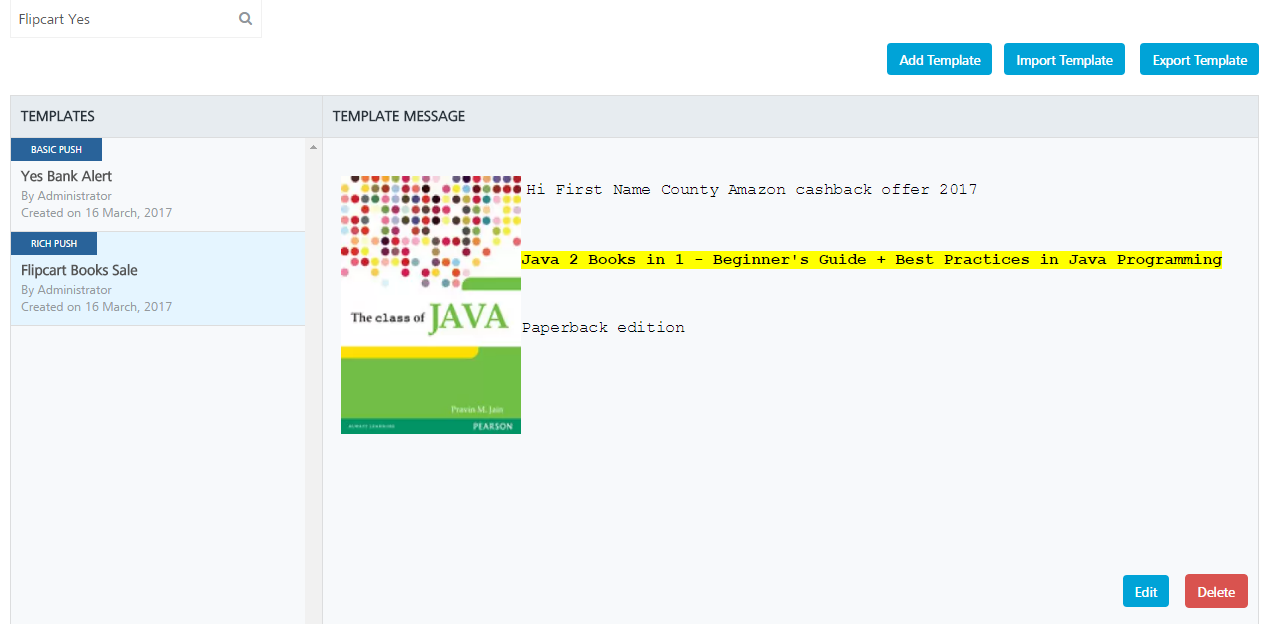 Flipcart Yes
Add Template
Import Template
Export Template
TEMPLATES
TEMPLATE MESSAGE
BASIC PUSH
Yes Bank Alert
By Administrator
Created on 16 March, 2017
RICH PUSH
Flipcart Books Sale
By Administrator
Created on 16 March, 2017
Hi First Name County Amazon cashback offer 2017
Java 2 Books in 1 - Beginner's Guide + Best Practices in Java Programming
Paperback edition
The class of JAVA
Pravin M. Jain
ALWAYS LEARNING
PEARSON
Edit
Delete